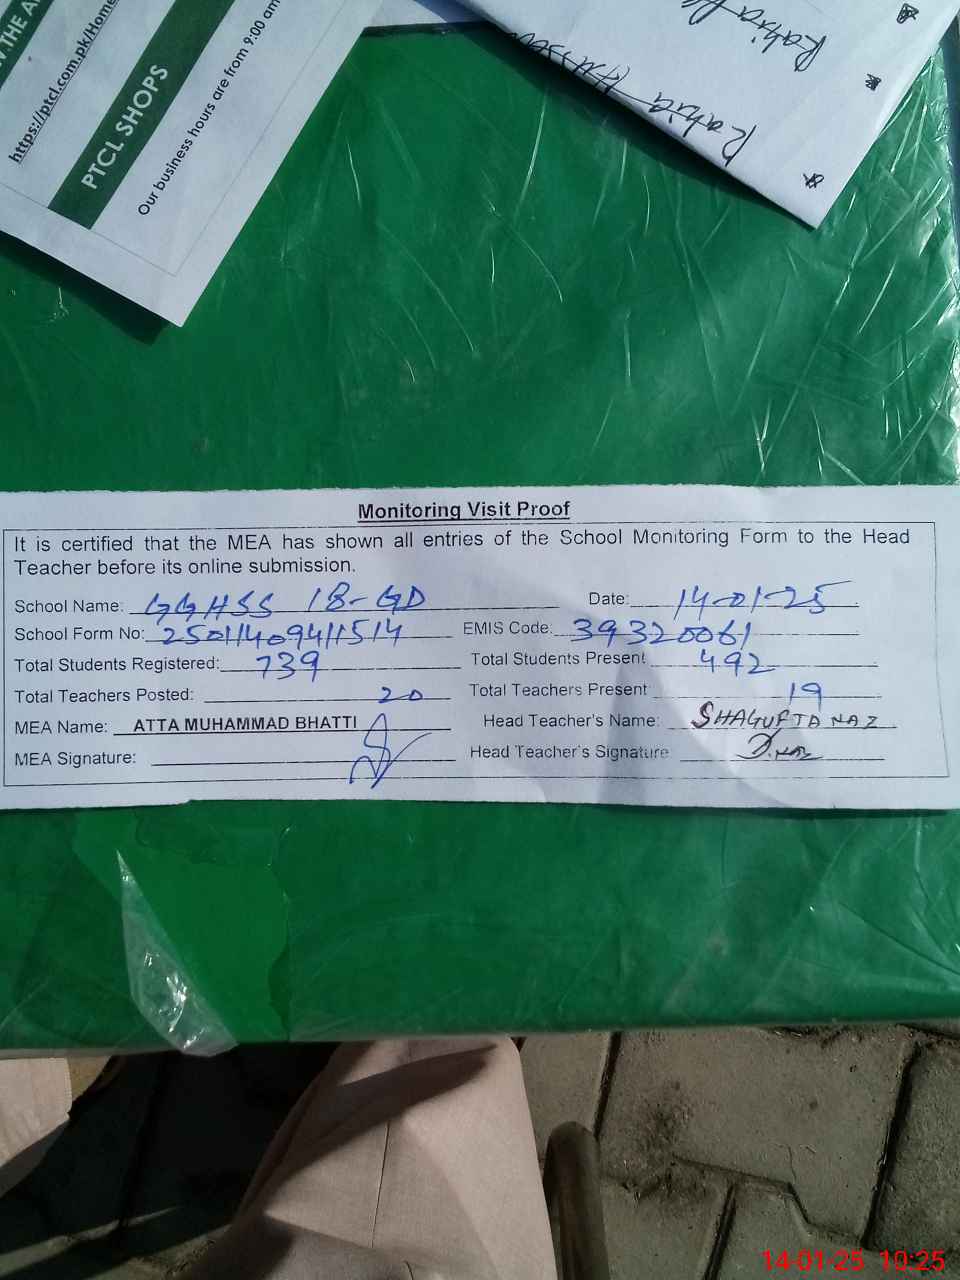 THE A
https://ptcl.com.pk/Home
PTCL SHOPS
Our business hours are from 9:00 am
Rabia
Rabia
Monitoring Visit Proof
It is certified that the MEA has shown all entries of the School Monitoring Form to the Head
Teacher before its online submission.
School Name: GGHSS 18-GD Date: 14-01-25
School Form No: 25011409411514 EMIS Code: 39320061
Total Students Registered: 739 Total Students Present 492
Total Teachers Posted: 20 Total Teachers Present 19
MEA Name: ATTA MUHAMMAD BHATTI Head Teacher's Name: SHAGUFTA NAZ
MEA Signature: Head Teacher's Signature
14-01-25 10:25